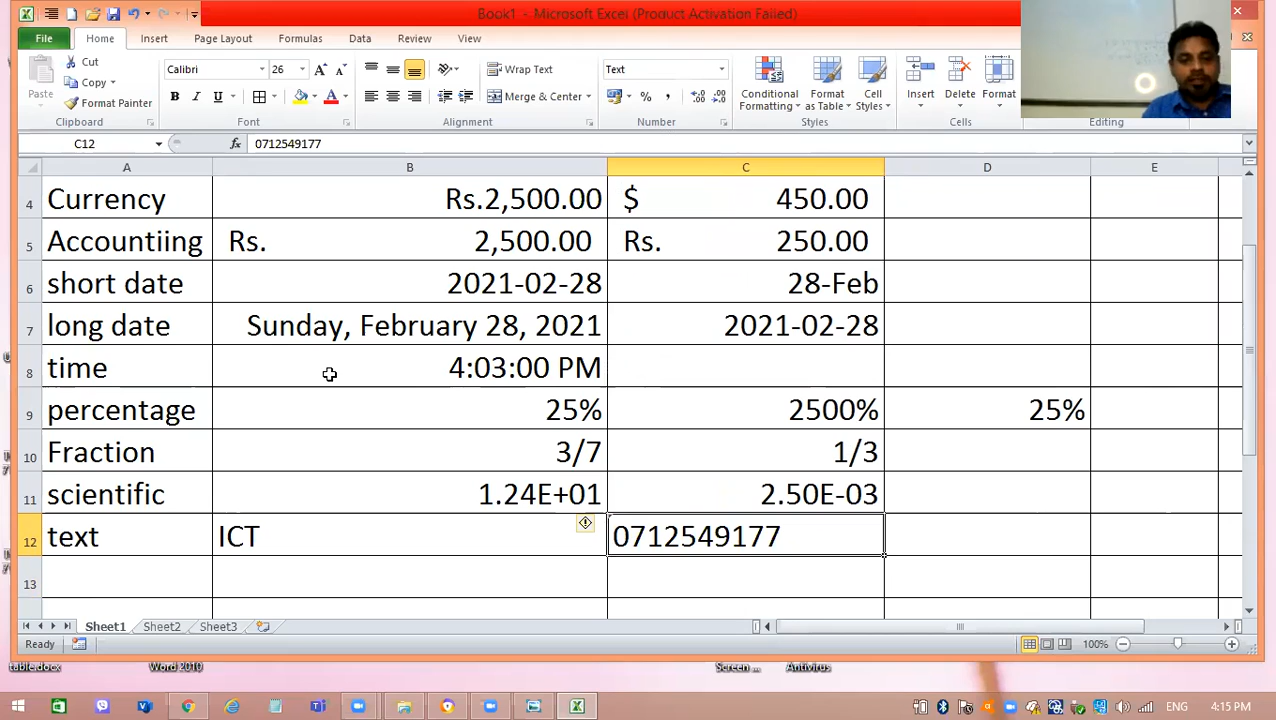 Book1 - Microsoft Excel (Product Activation Failed)
File Home Insert Page Layout Formulas Data Review View
Paste
Cut
Copy
Format Painter
Calibri 26
B I U A
Wrap Text
Merge & Center
Text
% ,
Conditional Formatting
Format as Table
Cell Styles
Insert Delete Format
Clipboard Font Alignment Number Styles Cells Editing
C12 fx 0712549177
A B C D E
4 Currency Rs.2,500.00 $ 450.00
5 Accountiing Rs. 2,500.00 Rs. 250.00
6 short date 2021-02-28 28-Feb
7 long date Sunday, February 28, 2021 2021-02-28
8 time 4:03:00 PM
9 percentage 25% 2500% 25%
10 Fraction 3/7 1/3
11 scientific 1.24E+01 2.50E-03
12 text ICT 0712549177
13
Sheet1 Sheet2 Sheet3
Ready 100%
table.docx Word 2010 Screen ... Antivirus
ENG 4:15 PM